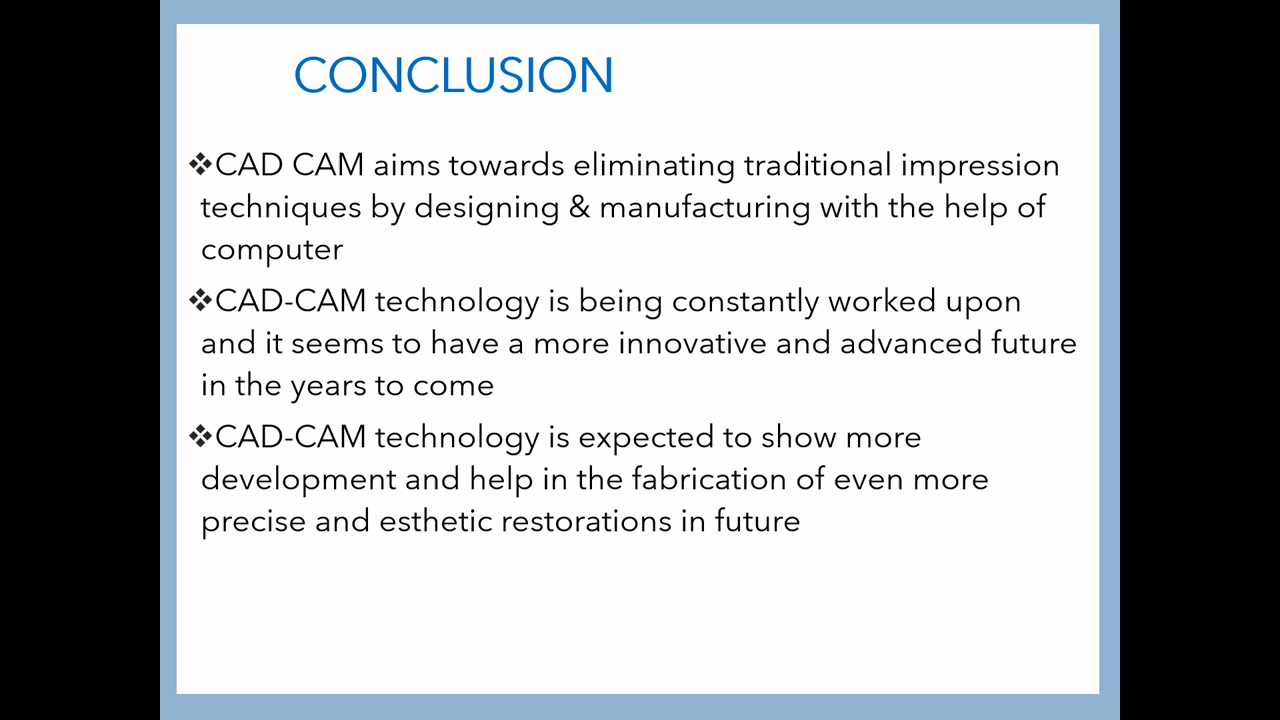 CONCLUSION
❖CAD CAM aims towards eliminating traditional impression
techniques by designing & manufacturing with the help of
computer
❖CAD-CAM technology is being constantly worked upon
and it seems to have a more innovative and advanced future
in the years to come
❖CAD-CAM technology is expected to show more
development and help in the fabrication of even more
precise and esthetic restorations in future